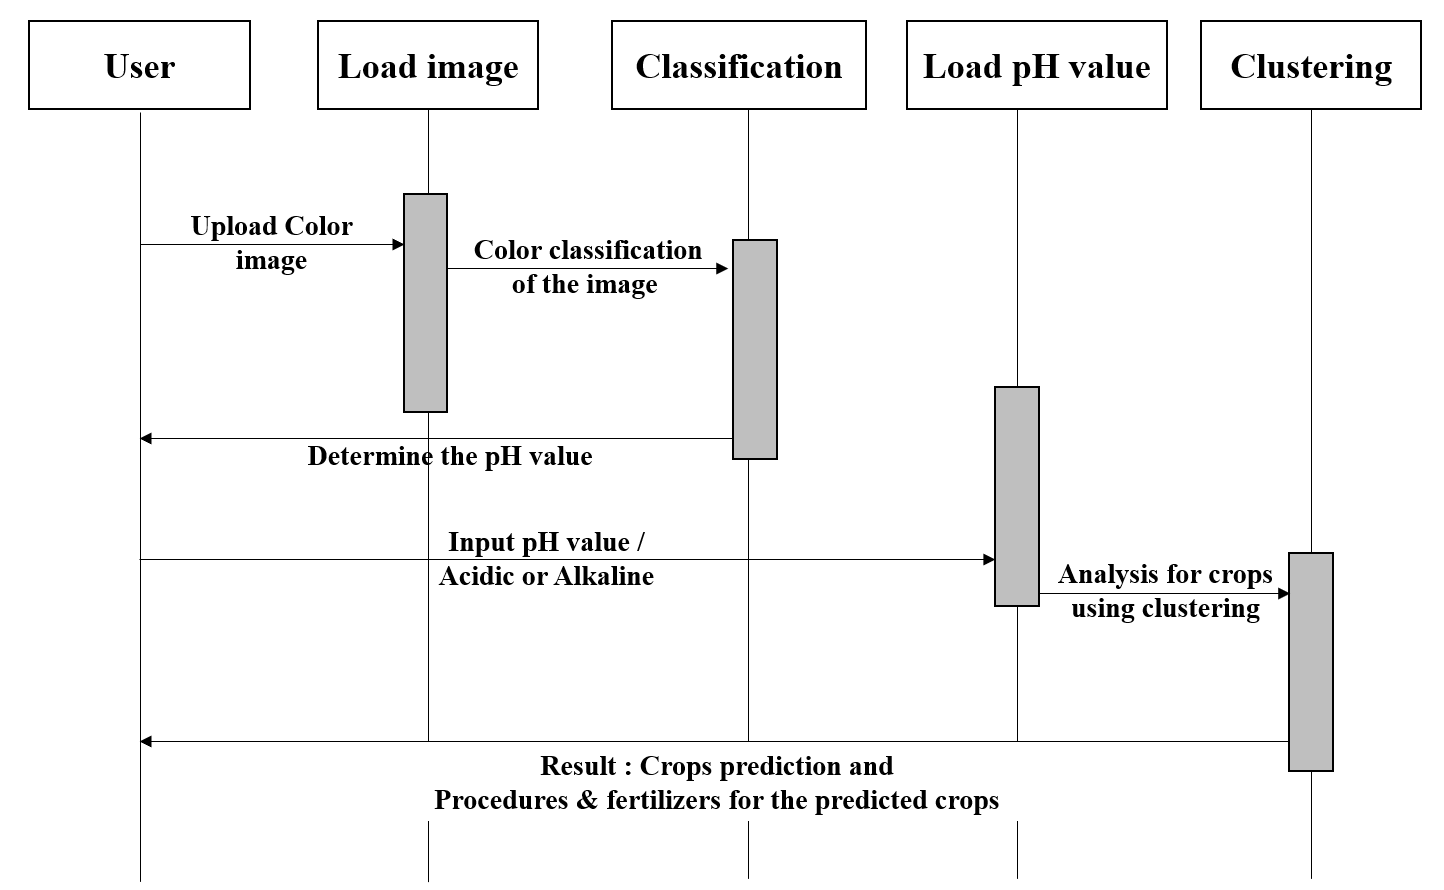 User
Load image
Classification
Load pH value
Clustering
Upload Color
image
Color classification
of the image
Determine the pH value
Input pH value /
Acidic or Alkaline
Analysis for crops
using clustering
Result : Crops prediction and
Procedures & fertilizers for the predicted crops